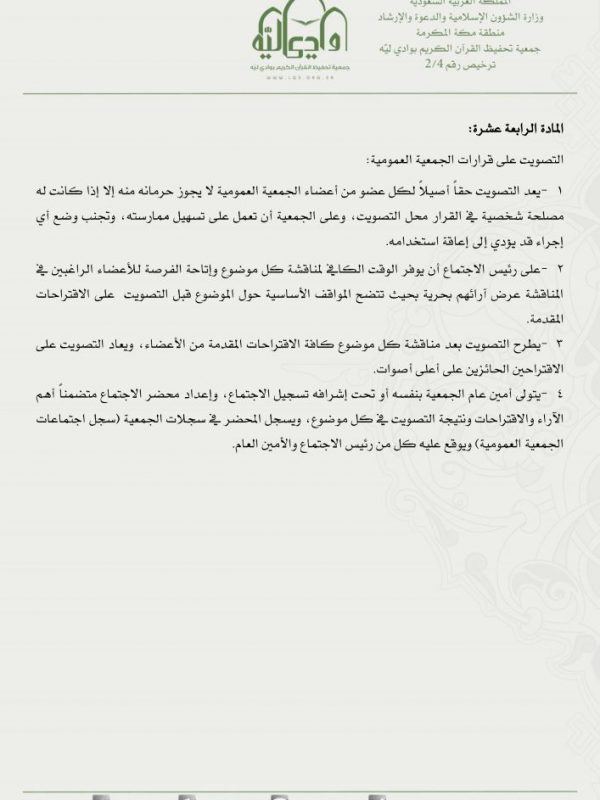 المملكة العربية السعودية
وزارة الشؤون الإسلامية والدعوة والإرشاد
منطقة مكة المكرمة
جمعية تحفيظ القرآن الكريم بوادي ليّه
ترخيص رقم 2/4
وادي ليّه
جمعية تحفيظ القرآن الكريم بوادي ليّه
المادة الرابعة عشرة:
التصويت على قرارات الجمعية العمومية:
١ -يعد التصويت حقاً أصيلاً لكل عضو من أعضاء الجمعية العمومية لا يجوز حرمانه منه إلا إذا كانت له
مصلحة شخصية في القرار محل التصويت، وعلى الجمعية أن تعمل على تسهيل ممارسته، وتجنب وضع أي
إجراء قد يؤدي إلى إعاقة استخدامه.
٢ -على رئيس الاجتماع أن يوفر الوقت الكافي لمناقشة كل موضوع وإتاحة الفرصة للأعضاء الراغبين في
المناقشة عرض آرائهم بحرية بحيث تتضح المواقف الأساسية حول الموضوع قبل التصويت على الاقتراحات
المقدمة.
٣ -يطرح التصويت بعد مناقشة كل موضوع كافة الاقتراحات المقدمة من الأعضاء، ويعاد التصويت على
الاقتراحين الحائزين على أعلى أصوات.
٤ -يتولى أمين عام الجمعية بنفسه أو تحت إشرافه تسجيل الاجتماع، وإعداد محضر الاجتماع متضمناً أهم
الآراء والاقتراحات ونتيجة التصويت في كل موضوع، ويسجل المحضر في سجلات الجمعية (سجل اجتماعات
الجمعية العمومية) ويوقع عليه كل من رئيس الاجتماع والأمين العام.